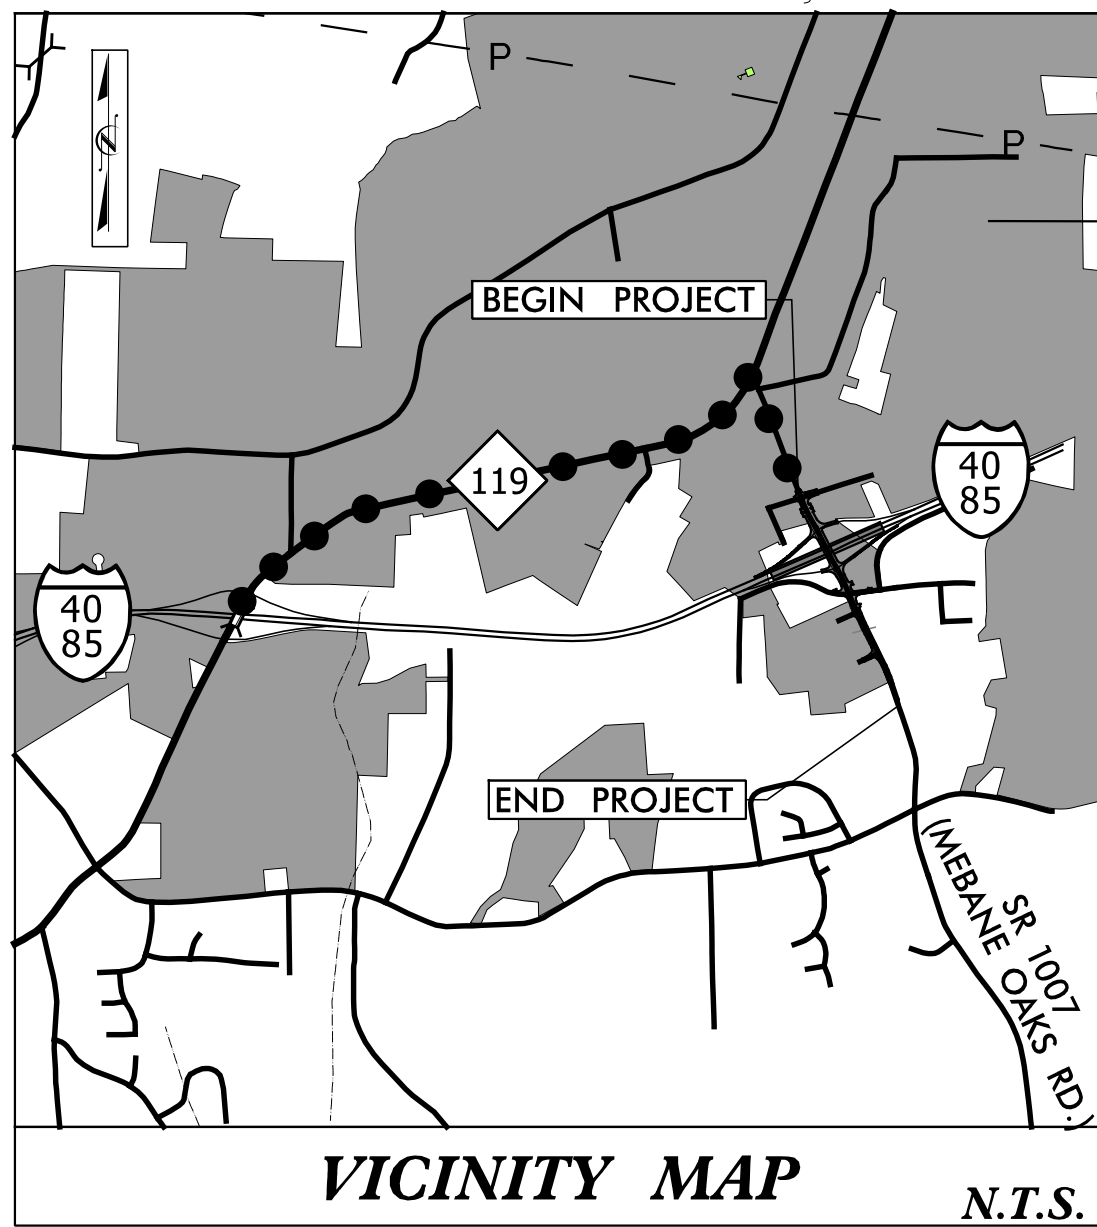 P
P
BEGIN PROJECT
40
85
119
40
85
END PROJECT
SR 1007
(MEBANE OAKS RD.)
VICINITY MAP
N.T.S.